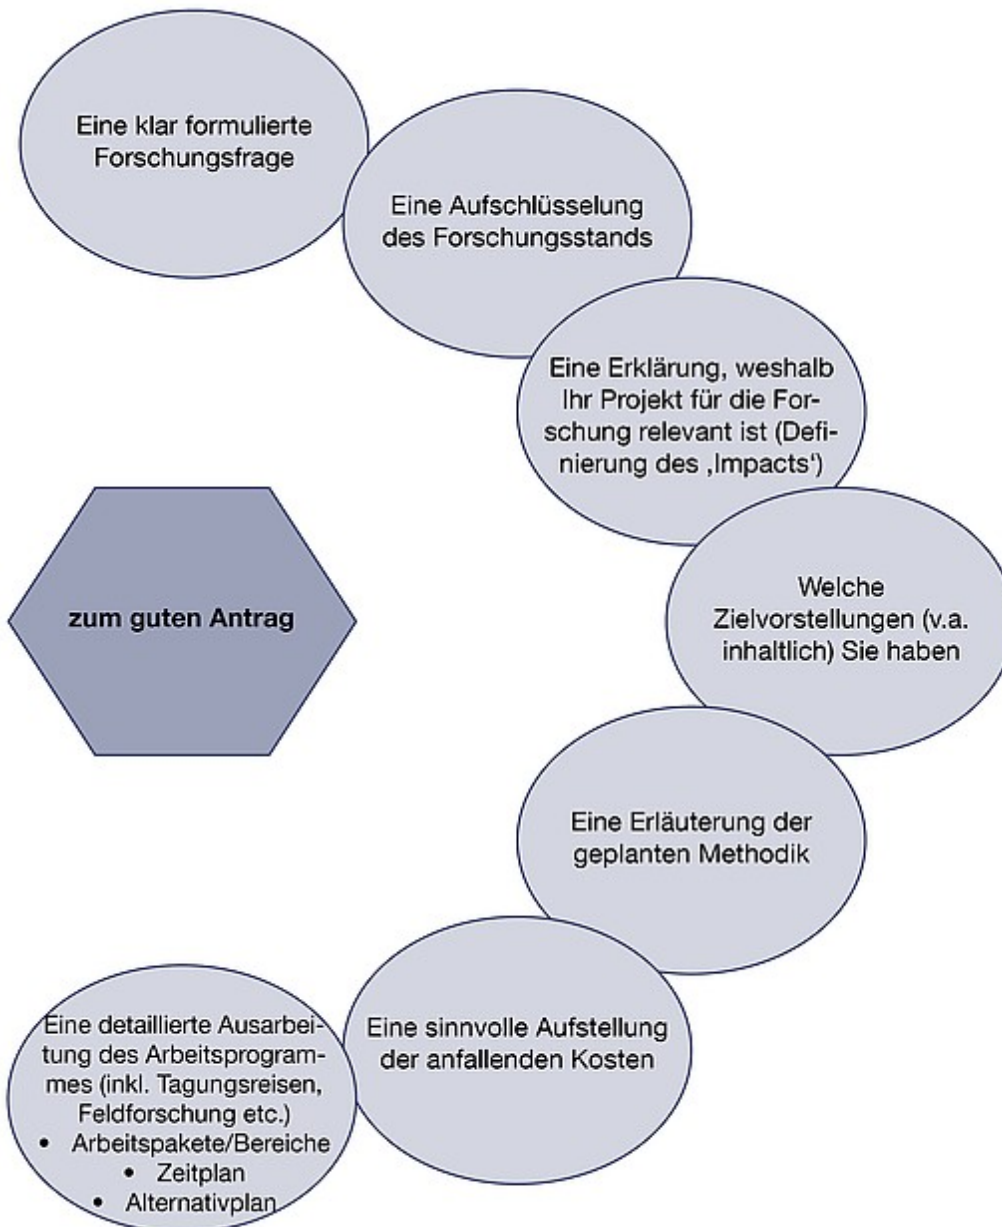 Eine klar formulierte
Forschungsfrage
Eine Aufschlüsselung
des Forschungsstands
Eine Erklärung, weshalb
Ihr Projekt für die For-
schung relevant ist (Defi-
nierung des ‚Impacts‘)
zum guten Antrag
Welche
Zielvorstellungen (v.a.
inhaltlich) Sie haben
Eine Erläuterung der
geplanten Methodik
Eine sinnvolle Aufstellung
der anfallenden Kosten
Eine detaillierte Ausarbei-
tung des Arbeitsprogram-
mes (inkl. Tagungsreisen,
Feldforschung etc.)
• Arbeitspakete/Bereiche
• Zeitplan
• Alternativplan